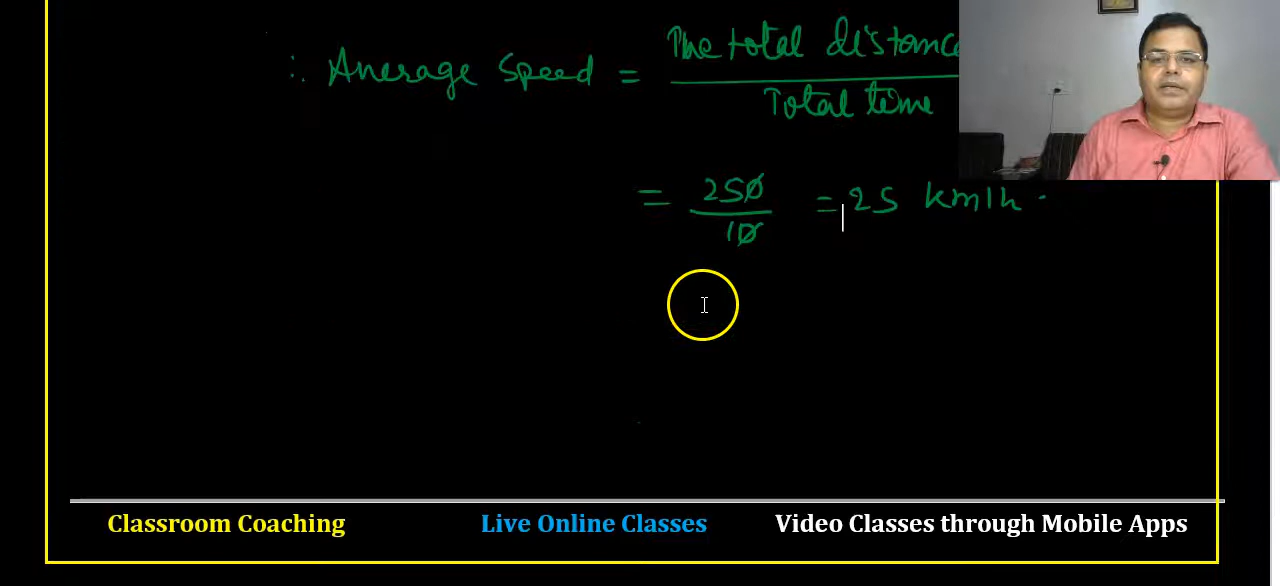 ∴ Average Speed = The total distance
Total time
= 250
10
= 25 km/h.
Classroom Coaching Live Online Classes Video Classes through Mobile Apps